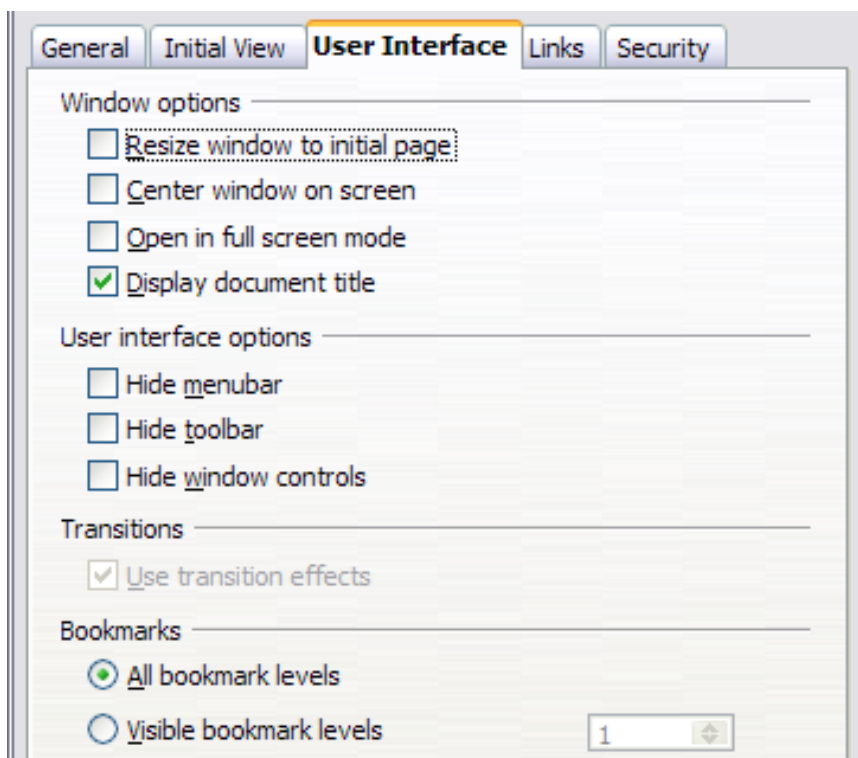 General Initial View User Interface Links Security
Window options
Resize window to initial page
Center window on screen
Open in full screen mode
Display document title
User interface options
Hide menubar
Hide toolbar
Hide window controls
Transitions
Use transition effects
Bookmarks
All bookmark levels
Visible bookmark levels 1